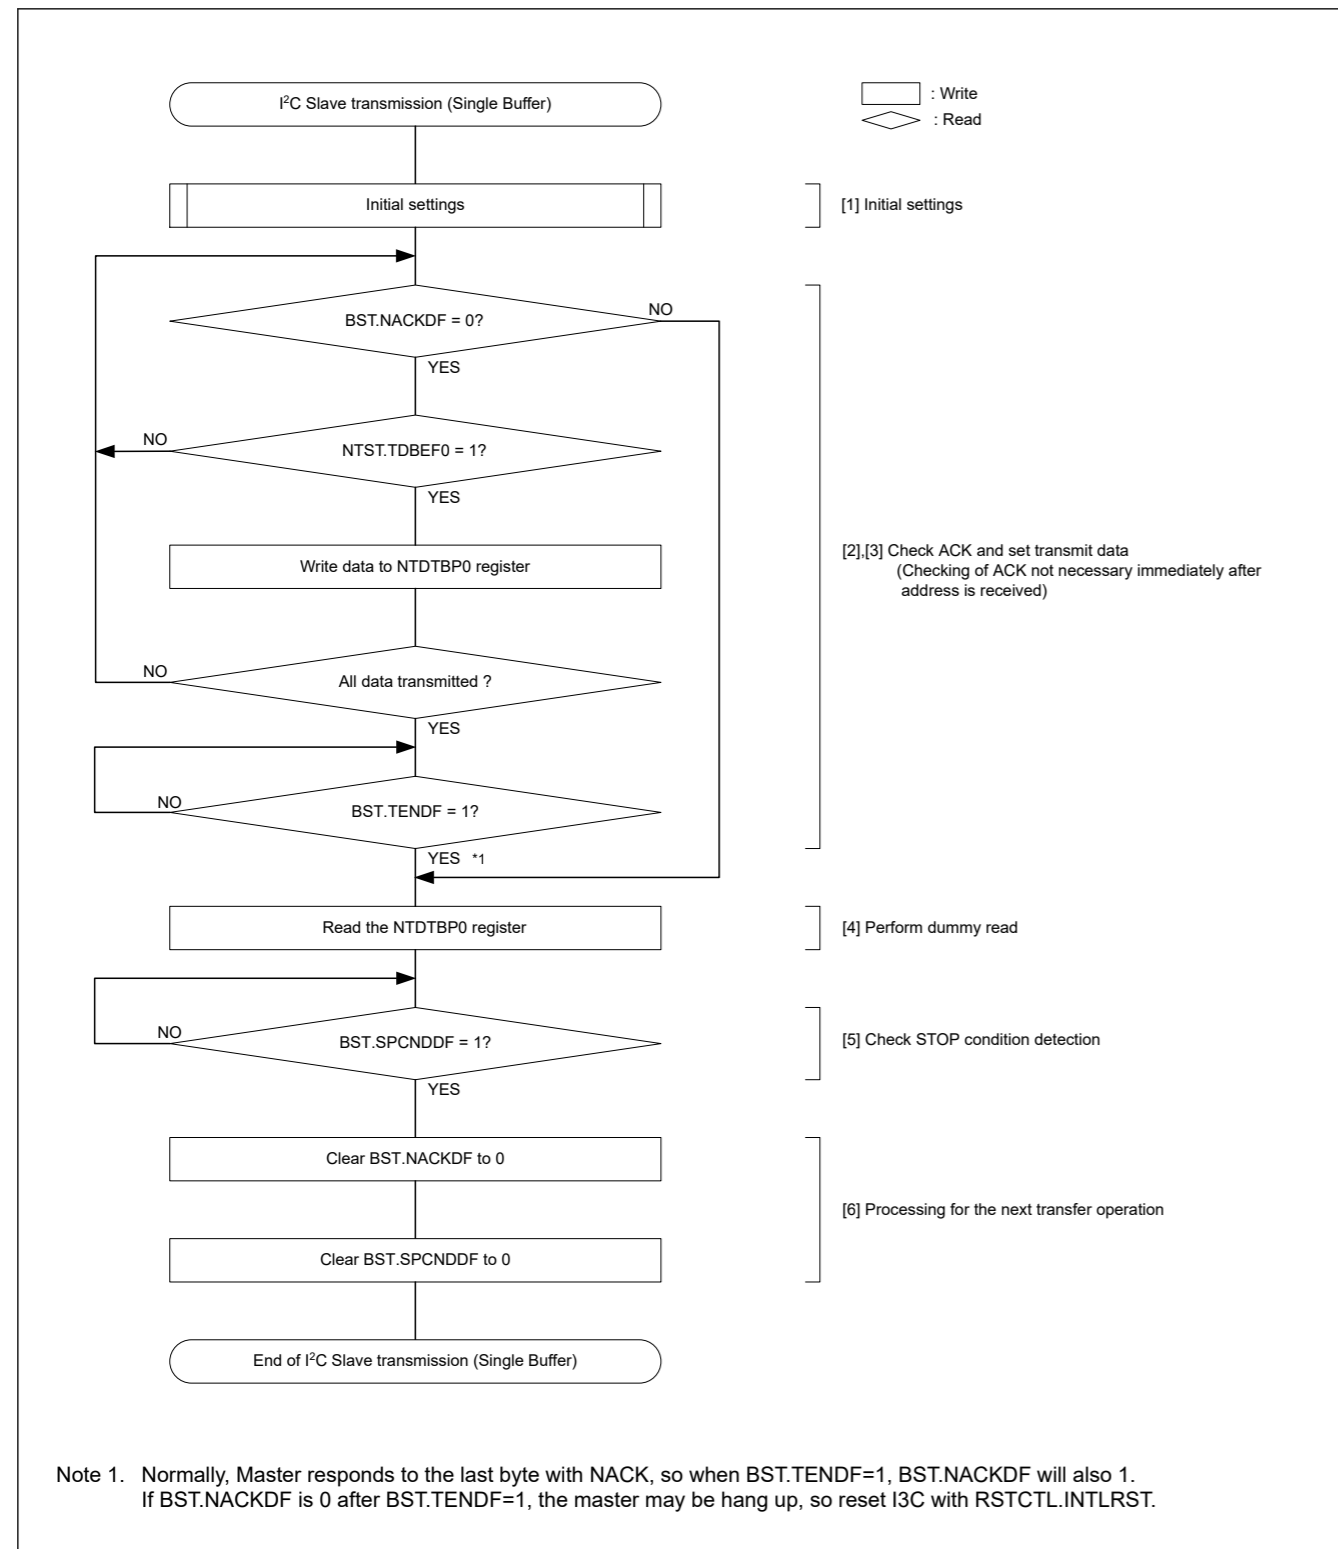 I²C Slave transmission (Single Buffer)
: Write
: Read
Initial settings
[1] Initial settings
BST.NACKDF = 0?
NO
YES
NTST.TDBEF0 = 1?
NO
YES
Write data to NTDTBP0 register
[2],[3] Check ACK and set transmit data
(Checking of ACK not necessary immediately after
address is received)
All data transmitted ?
NO
YES
BST.TENDF = 1?
NO
YES *1
Read the NTDTBP0 register
[4] Perform dummy read
BST.SPCNDDF = 1?
NO
YES
[5] Check STOP condition detection
Clear BST.NACKDF to 0
[6] Processing for the next transfer operation
Clear BST.SPCNDDF to 0
End of I²C Slave transmission (Single Buffer)
Note 1. Normally, Master responds to the last byte with NACK, so when BST.TENDF=1, BST.NACKDF will also 1.
If BST.NACKDF is 0 after BST.TENDF=1, the master may be hang up, so reset I3C with RSTCTL.INTLRST.